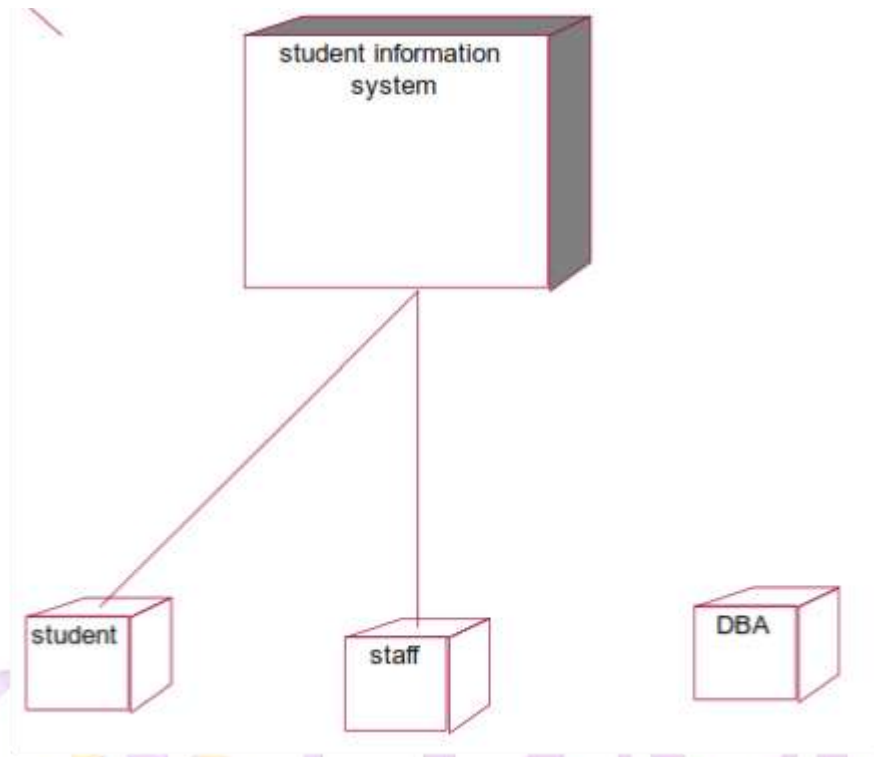 student information
system
student
staff
DBA